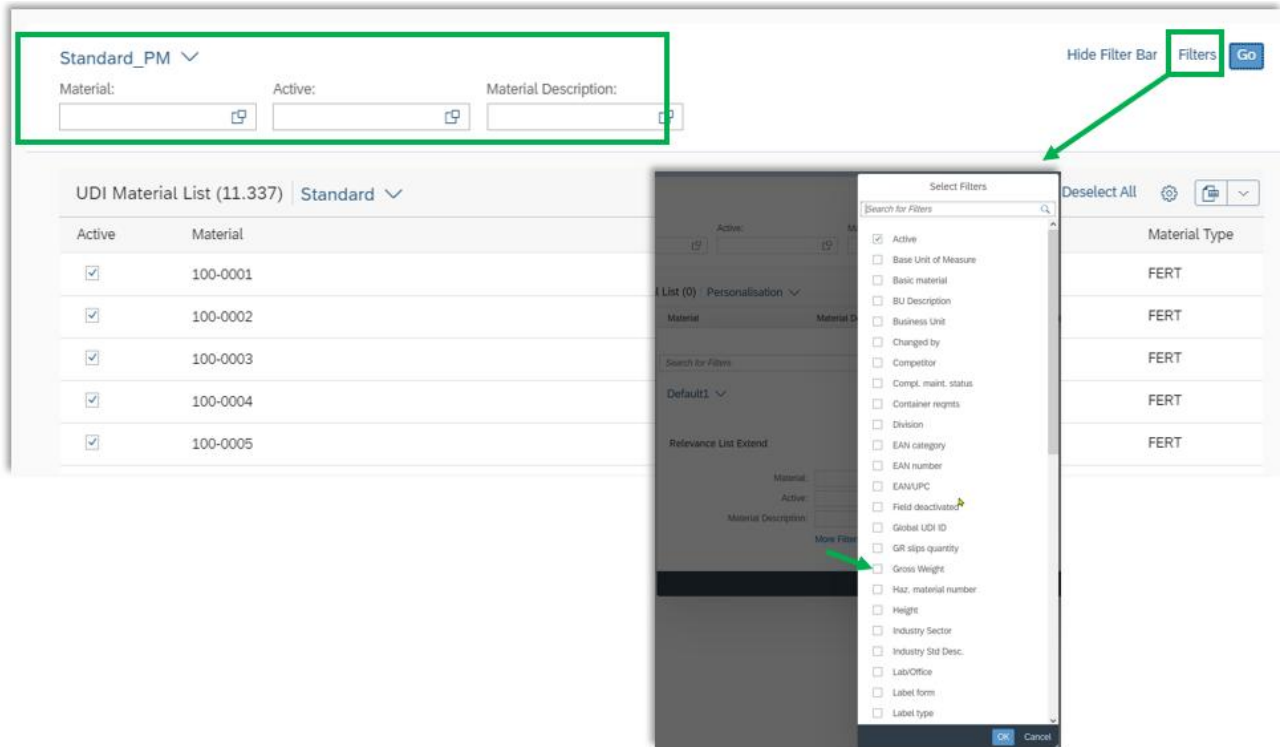 Standard_PM
Hide Filter Bar Filters Go
Material: Active: Material Description:
UDI Material List (11.337) Standard
Deselect All
Active Material Material Type
100-0001 FERT
100-0002 FERT
100-0003 FERT
100-0004 FERT
100-0005 FERT
Select Filters
Search for Filters
Active
Base Unit of Measure
Basic material
BU Description
Business Unit
Changed by
Competitor
Compl. maint. status
Container reqmts
Division
EAN category
EAN number
EAN/UPC
Field deactivated
Global UDI ID
GR slips quantity
Gross Weight
Haz. material number
Height
Industry Sector
Industry Std Desc.
Lab/Office
Label form
Label type
OK Cancel
Active:
List (0) Personalisation
Material Material D
Search for Filters
Default1
Relevance List Extend
Material:
Active:
Material Description:
More Filter